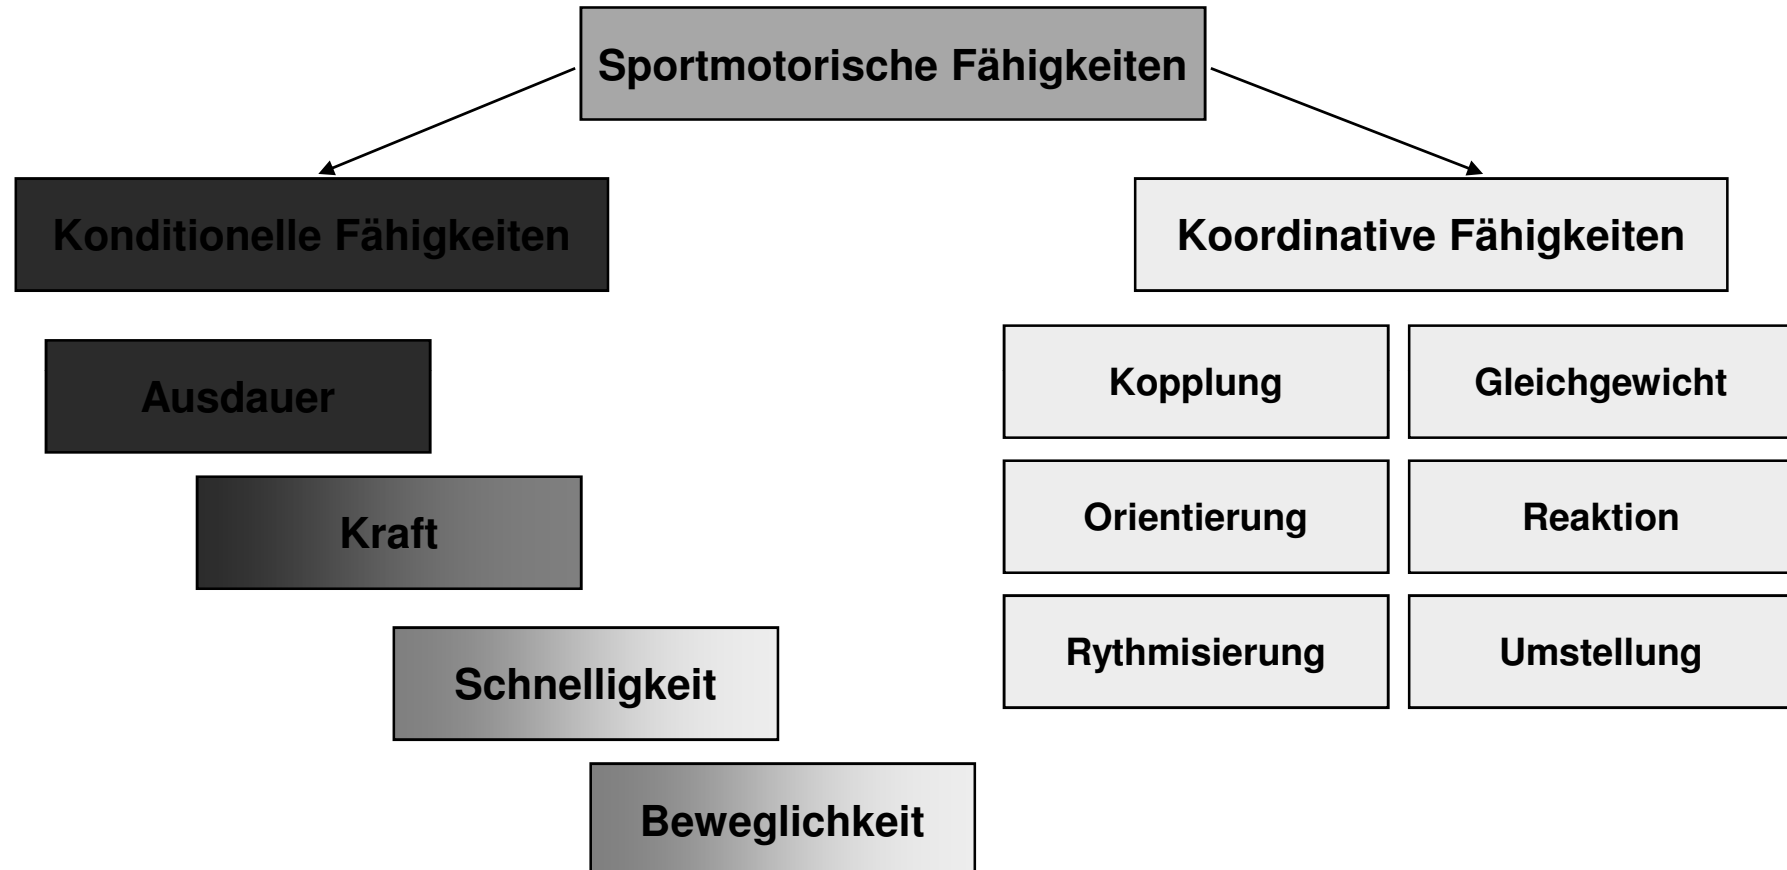 Sportmotorische Fähigkeiten
Konditionelle Fähigkeiten
Koordinative Fähigkeiten
Ausdauer
Kraft
Schnelligkeit
Beweglichkeit
Kopplung
Gleichgewicht
Orientierung
Reaktion
Rythmisierung
Umstellung